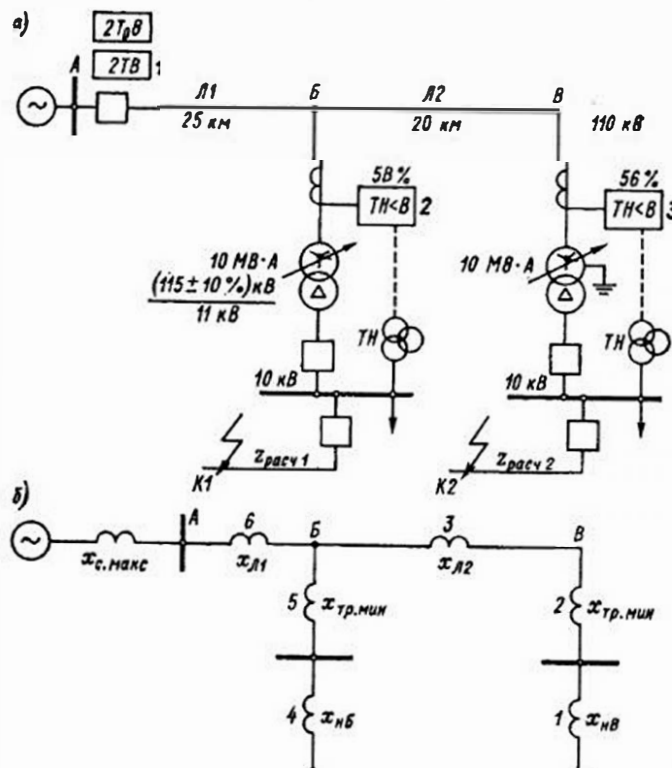 а)
2ТрВ
2ТВ 1
А
Л1
25 км
Б
Л2
20 км
В
110 кВ
58 %
ТН<В 2
56 %
ТН<В 3
10 МВ·А
(115 ± 10 %) кВ
11 кВ
10 МВ·А
ТН
ТН
10 кВ
10 кВ
К1
Zрасч 1
К2
Zрасч 2
б)
А
6
Б
3
В
xс.макс
xЛ1
xЛ2
5 xтр.мин
2 xтр.мин
4 xнБ
1 xнВ